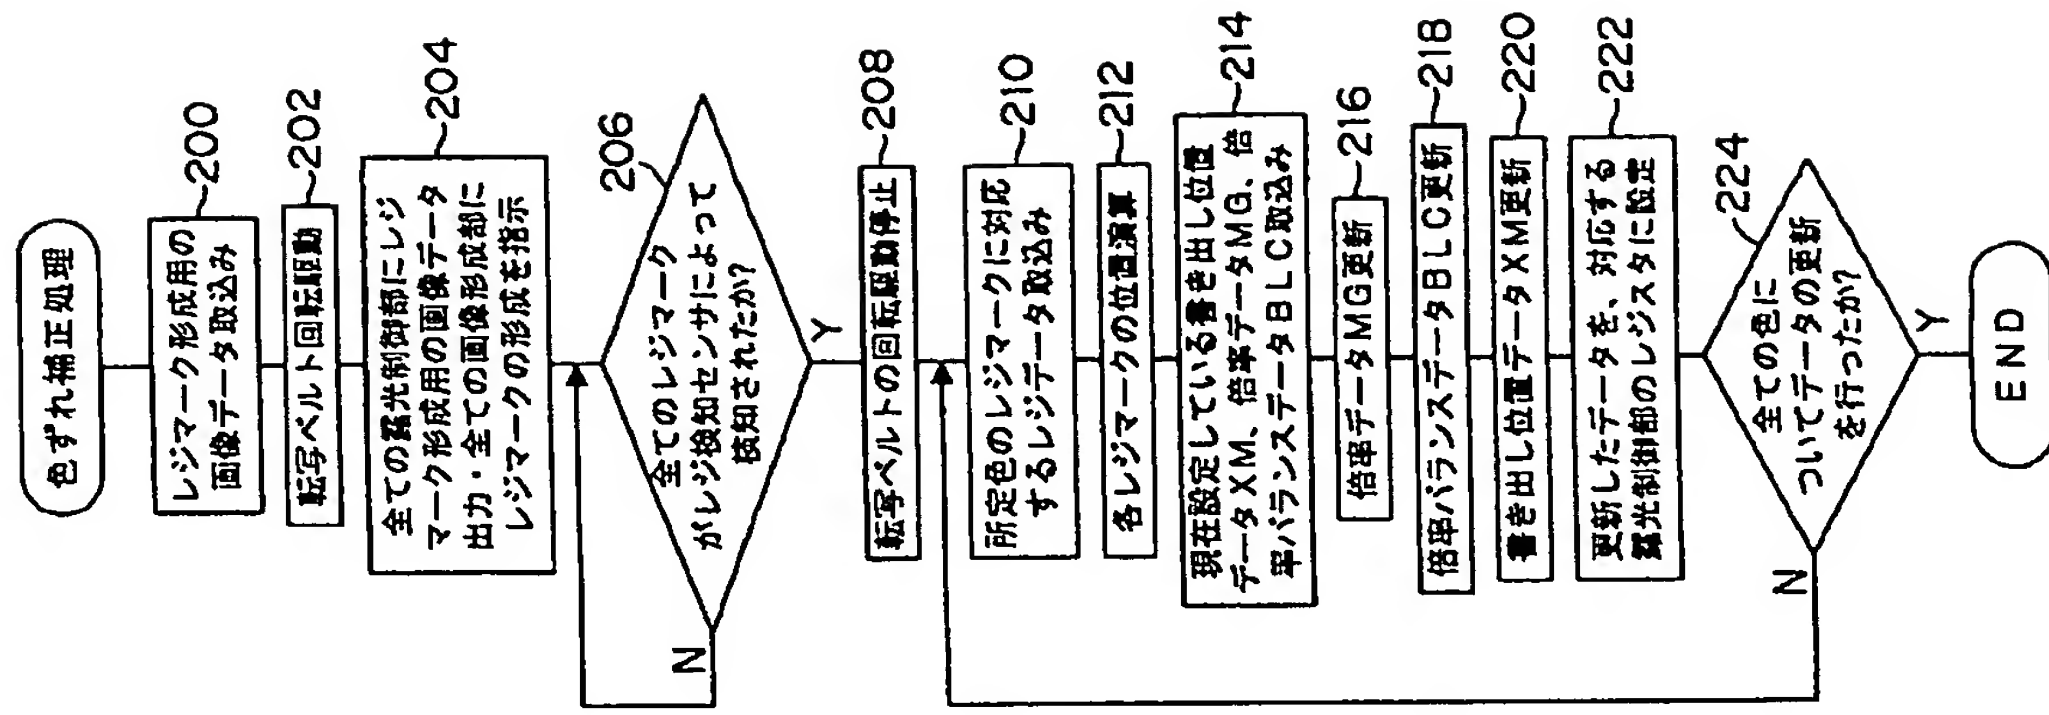 色ずれ補正処理
レジマーク形成用の
画像データ取込み
200
転写ベルト回転駆動
202
全ての露光制御部にレジ
マーク形成用の画像データ
出力・全ての画像形成部に
レジマークの形成を指示
204
全てのレジマーク
がレジ検知センサによって
検知されたか?
206
N
Y
転写ベルトの回転駆動停止
208
所定色のレジマークに対応
するレジデータ取込み
210
各レジマークの位置演算
212
現在設定している書き出し位置
データXM、倍率データMG、倍
率バランスデータBLC取込み
214
倍率データMG更新
216
倍率バランスデータBLC更新
218
書き出し位置データXM更新
220
更新したデータを、対応する
露光制御部のレジスタに設定
222
全ての色に
ついてデータの更新
を行ったか?
224
N
Y
END